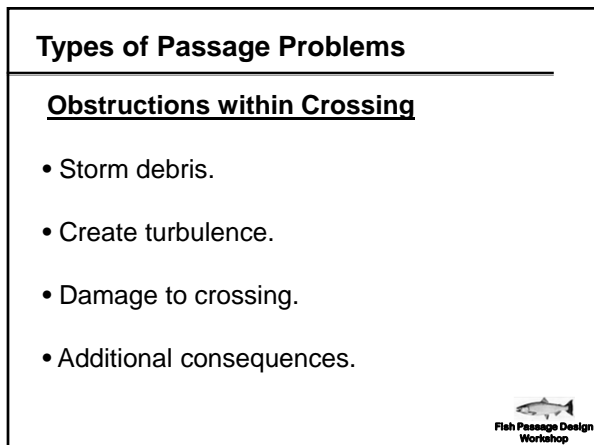 Types of Passage Problems
Obstructions within Crossing
• Storm debris.
• Create turbulence.
• Damage to crossing.
• Additional consequences.
Fish Passage Design
Workshop